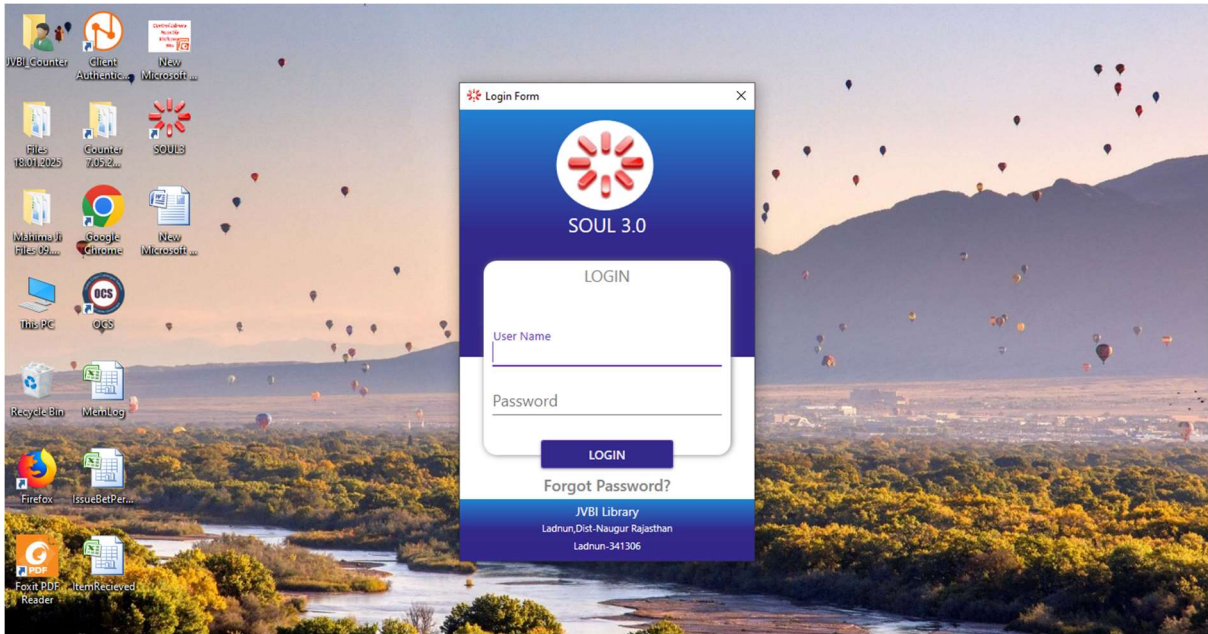 JVBI_Counter
Client
Authentic...
New
Microsoft ...
Files
18.01.2025
Counter
7.05.2...
SOUL3
Mahima Ji
Files 09....
Google
Chrome
New
Microsoft ...
This PC
OCS
OCS
Recycle Bin
MemLog
Firefox
IssueBetPer...
PDF
Foxit PDF
Reader
ItemRecieved
Login Form
SOUL 3.0
LOGIN
User Name
Password
LOGIN
Forgot Password?
JVBI Library
Ladnun,Dist-Naugur Rajasthan
Ladnun-341306